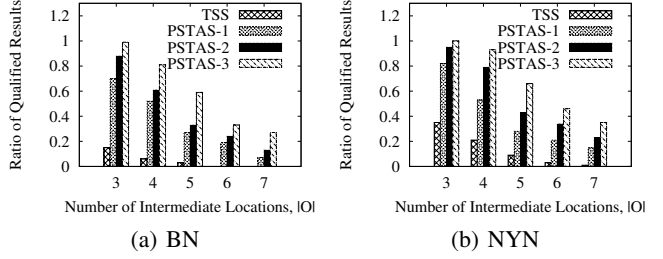 Ratio of Qualified Results
1.2
1
0.8
0.6
0.4
0.2
0
TSS
PSTAS-1
PSTAS-2
PSTAS-3
3 4 5 6 7
Number of Intermediate Locations, |O|
(a) BN
Ratio of Qualified Results
1.2
1
0.8
0.6
0.4
0.2
0
TSS
PSTAS-1
PSTAS-2
PSTAS-3
3 4 5 6 7
Number of Intermediate Locations, |O|
(b) NYN